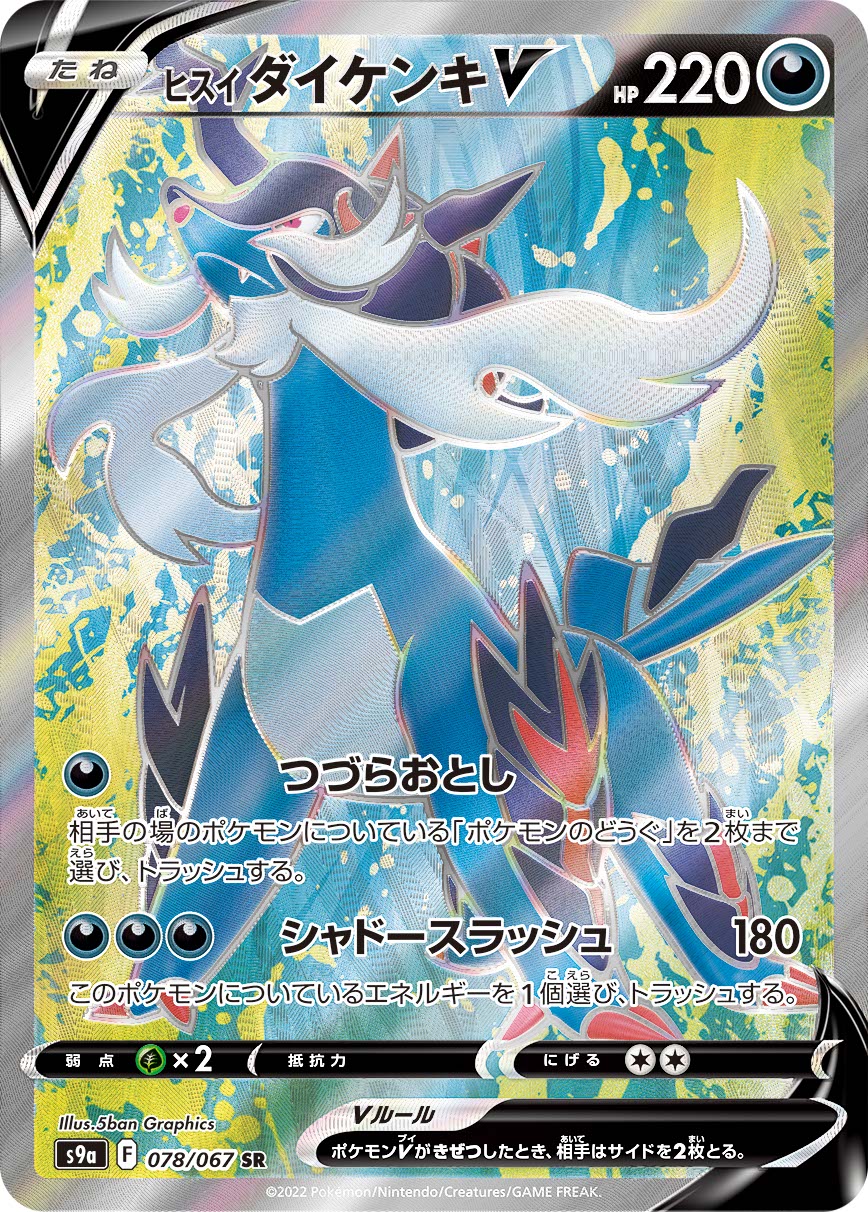 たね ヒスイ ダイケンキV HP 220
つづらおとし
相手の場のポケモンについている「ポケモンのどうぐ」を2枚まで
選び、トラッシュする。
シャドースラッシュ 180
このポケモンについているエネルギーを1個選び、トラッシュする。
弱点 ×2 抵抗力 にげる
Illus.5ban Graphics
Vルール
ポケモンVがきぜつしたとき、相手はサイドを2枚とる。
s9a F 078/067 SR
©2022 Pokémon/Nintendo/Creatures/GAME FREAK.